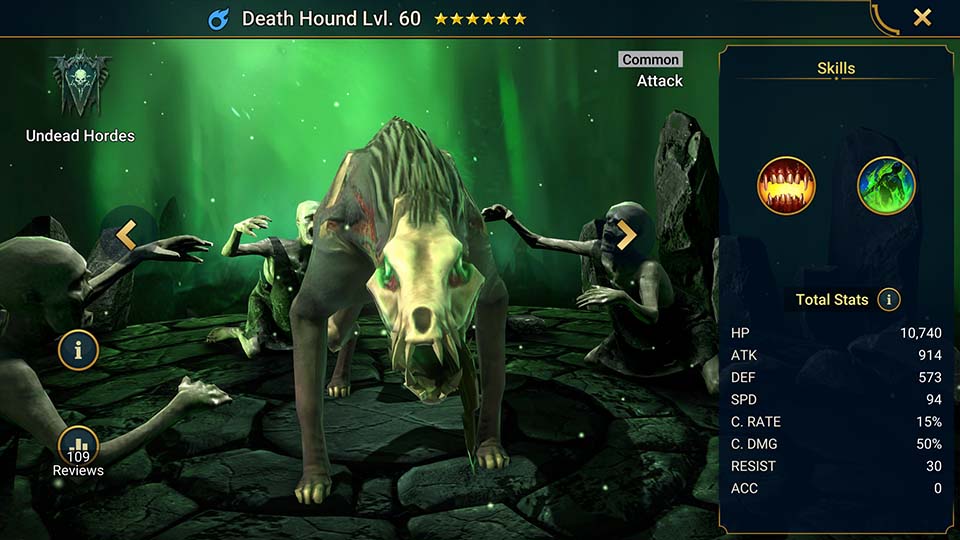 Death Hound Lvl. 60
Undead Hordes
Common
Attack
109
Reviews
Skills
Total Stats
HP 10,740
ATK 914
DEF 573
SPD 94
C. RATE 15%
C. DMG 50%
RESIST 30
ACC 0